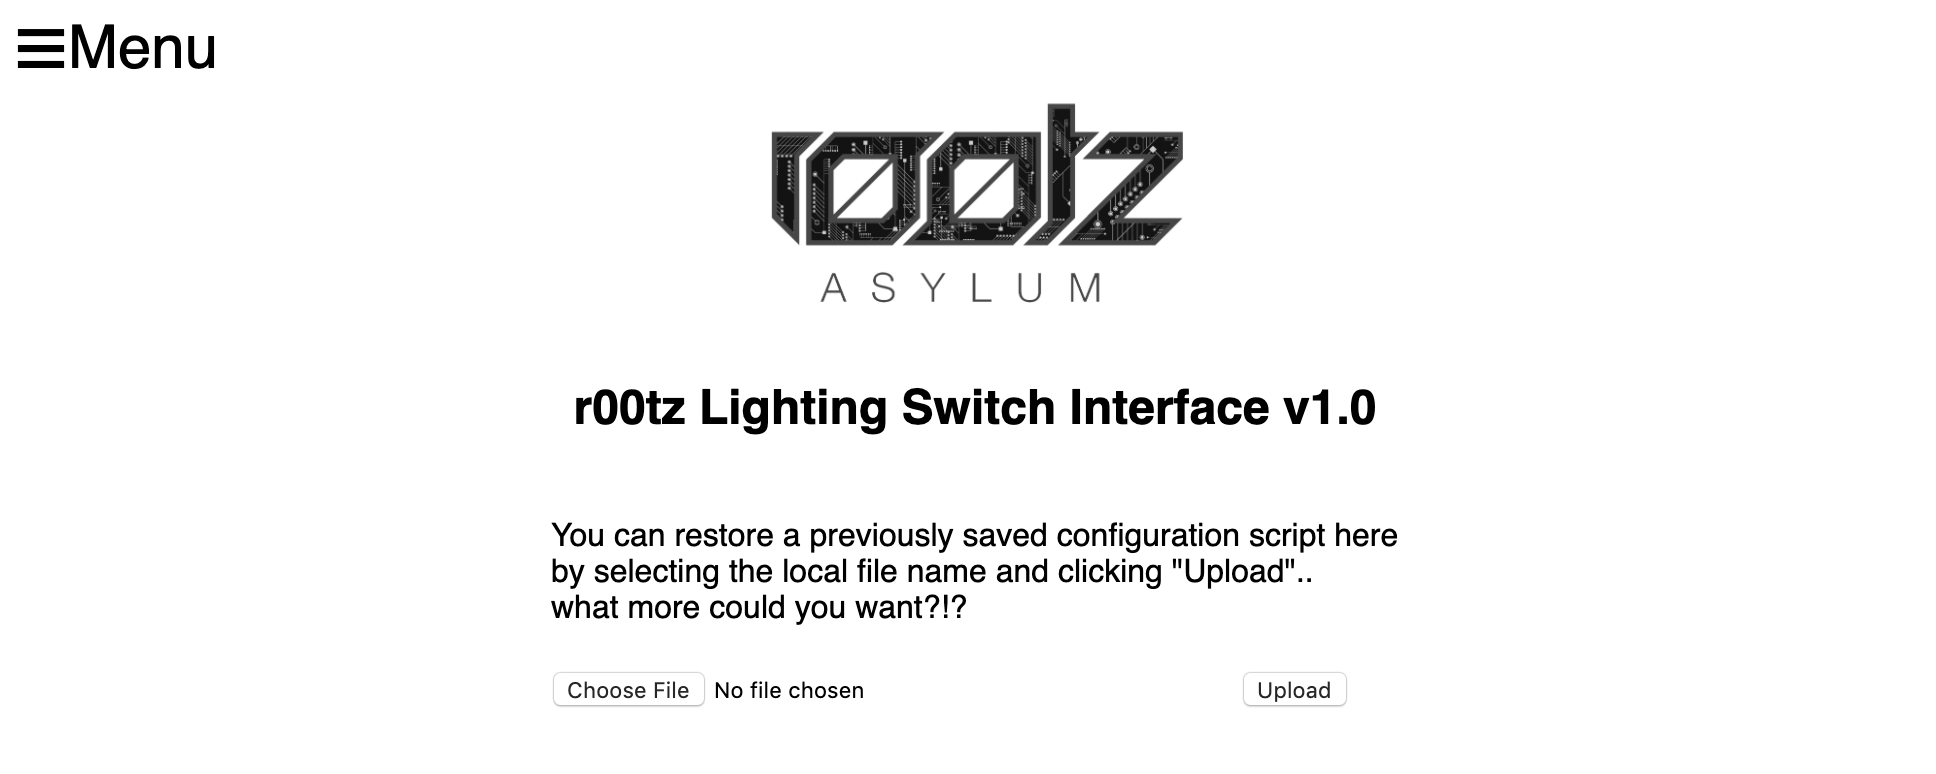 Menu
r00tz
ASYLUM
r00tz Lighting Switch Interface v1.0
You can restore a previously saved configuration script here
by selecting the local file name and clicking "Upload"..
what more could you want?!?
Choose File No file chosen Upload